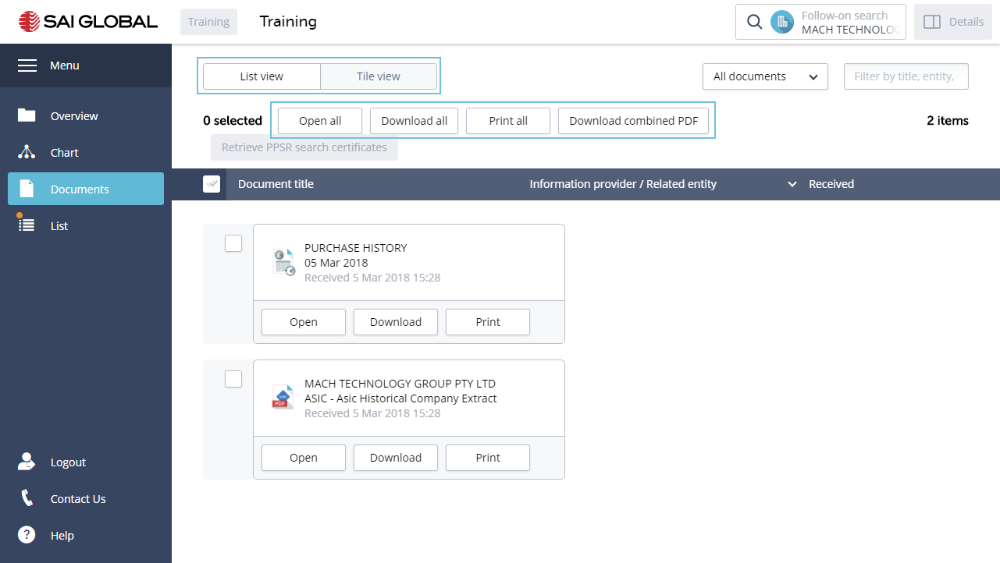 SAI GLOBAL
Training
Training
Follow-on search
MACH TECHNOLOG
Details
Menu
Overview
Chart
Documents
List
Logout
Contact Us
? Help
List view
Tile view
All documents
Filter by title, entity,
0 selected
Open all
Download all
Print all
Download combined PDF
2 items
Retrieve PPSR search certificates
Document title
Information provider / Related entity
Received
PURCHASE HISTORY
05 Mar 2018
Received 5 Mar 2018 15:28
Open
Download
Print
MACH TECHNOLOGY GROUP PTY LTD
PDF
ASIC - Asic Historical Company Extract
Received 5 Mar 2018 15:28
Open
Download
Print